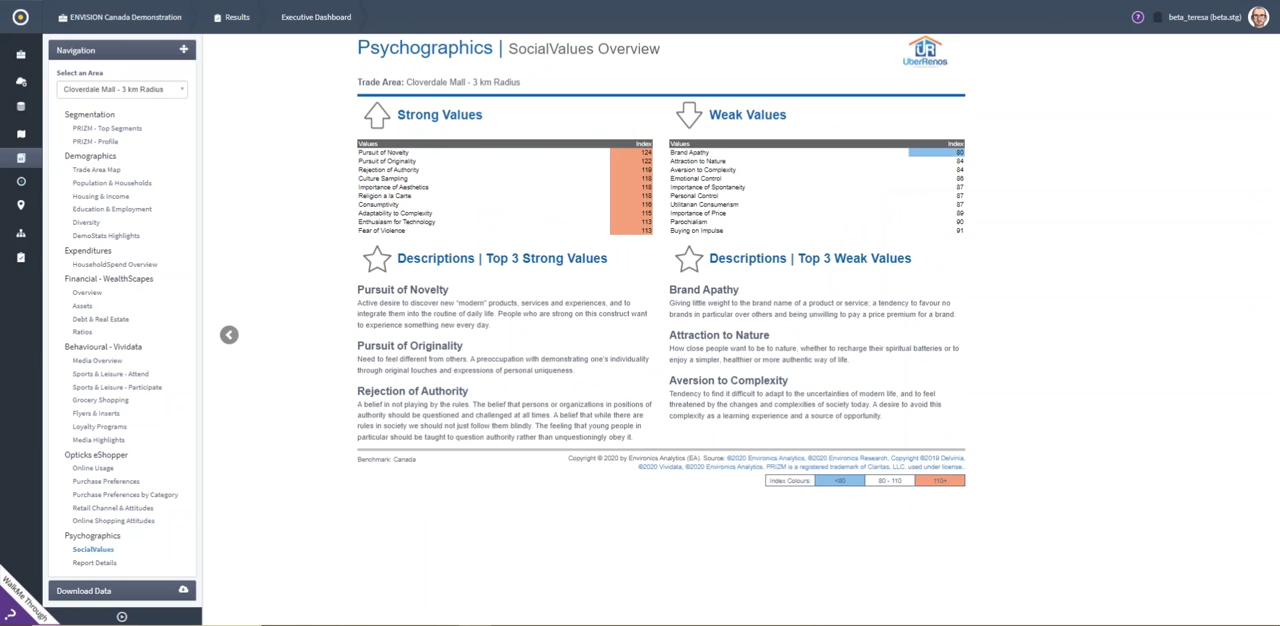 ENVISION Canada Demonstration
Results
Executive Dashboard
?
beta_teresa (beta.stg)
Navigation
Select an Area
Cloverdale Mall - 3 km Radius
Segmentation
PRIZM - Top Segments
PRIZM - Profile
Demographics
Trade Area Map
Population & Households
Housing & Income
Education & Employment
Diversity
DemoStats Highlights
Expenditures
HouseholdSpend Overview
Financial - WealthScapes
Overview
Assets
Debt & Real Estate
Ratios
Behavioural - Vividata
Media Overview
Sports & Leisure - Attend
Sports & Leisure - Participate
Grocery Shopping
Flyers & Inserts
Loyalty Programs
Media Highlights
Opticks eShopper
Online Usage
Purchase Preferences
Purchase Preferences by Category
Retail Channel & Attitudes
Online Shopping Attitudes
Psychographics
SocialValues
Report Details
Download Data
WalkMe Through
?
Psychographics | SocialValues Overview
UR
UberRenos
Trade Area: Cloverdale Mall - 3 km Radius
Strong Values
Values Index
Pursuit of Novelty 124
Pursuit of Originality 122
Rejection of Authority 119
Culture Sampling 118
Importance of Aesthetics 118
Religion a la Carte 118
Consumptivity 116
Adaptability to Complexity 115
Enthusiasm for Technology 113
Fear of Violence 113
Weak Values
Values Index
Brand Apathy 80
Attraction to Nature 84
Aversion to Complexity 84
Emotional Control 86
Importance of Spontaneity 87
Personal Control 87
Utilitarian Consumerism 87
Importance of Price 89
Parochialism 90
Buying on Impulse 91
Descriptions | Top 3 Strong Values
Pursuit of Novelty
Active desire to discover new "modern" products, services and experiences, and to
integrate them into the routine of daily life. People who are strong on this construct want
to experience something new every day.
Pursuit of Originality
Need to feel different from others. A preoccupation with demonstrating one's individuality
through original touches and expressions of personal uniqueness.
Rejection of Authority
A belief in not playing by the rules. The belief that persons or organizations in positions of
authority should be questioned and challenged at all times. A belief that while there are
rules in society we should not just follow them blindly. The feeling that young people in
particular should be taught to question authority rather than unquestioningly obey it.
Descriptions | Top 3 Weak Values
Brand Apathy
Giving little weight to the brand name of a product or service; a tendency to favour no
brands in particular over others and being unwilling to pay a price premium for a brand.
Attraction to Nature
How close people want to be to nature, whether to recharge their spiritual batteries or to
enjoy a simpler, healthier or more authentic way of life.
Aversion to Complexity
Tendency to find it difficult to adapt to the uncertainties of modern life, and to feel
threatened by the changes and complexities of society today. A desire to avoid this
complexity as a learning experience and a source of opportunity.
Benchmark: Canada
Copyright © 2020 by Environics Analytics (EA). Source: ©2020 Environics Analytics, ©2020 Environics Research, Copyright ©2019 Delvinia,
©2020 Vividata, ©2020 Environics Analytics. PRIZM is a registered trademark of Claritas, LLC. used under license.
Index Colours: <80 80 - 110 110+